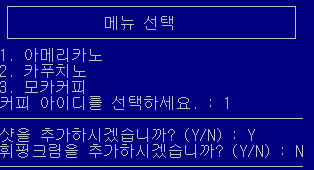 메뉴 선택
1. 아메리카노
2. 카푸치노
3. 모카커피
커피 아이디를 선택하세요. : 1
샷을 추가하시겠습니까? (Y/N) : Y
휘핑크림을 추가하시겠습니까? (Y/N) : N